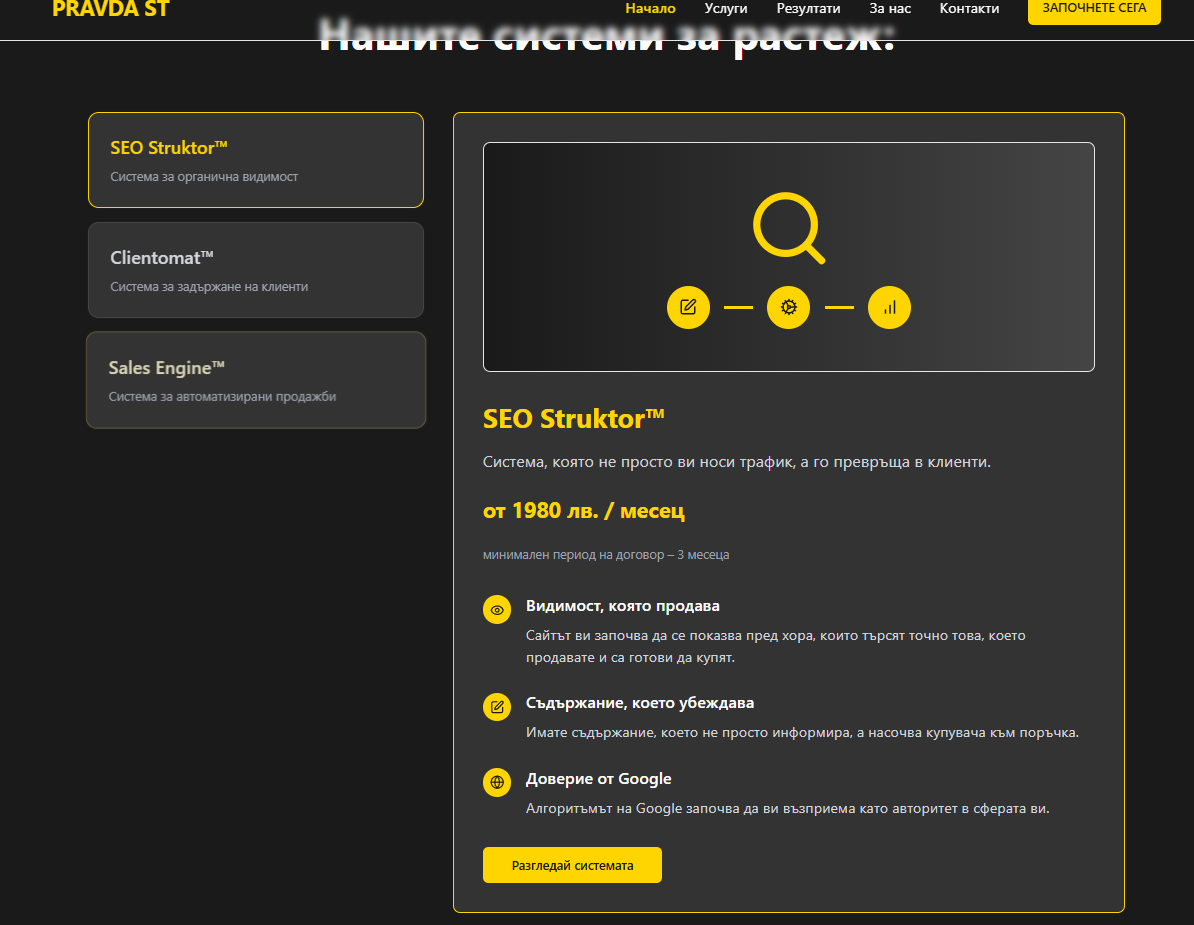 PRAVDA ST
Начало
Услуги
Резултати
За нас
Контакти
ЗАПОЧНЕТЕ СЕГА
Нашите системи за растеж:
SEO Struktor™
Система за органична видимост
Clientomat™
Система за задържане на клиенти
Sales Engine™
Система за автоматизирани продажби
SEO Struktor™
Система, която не просто ви носи трафик, а го превръща в клиенти.
от 1980 лв. / месец
минимален период на договор – 3 месеца
Видимост, която продава
Сайтът ви започва да се показва пред хора, които търсят точно това, което
продавате и са готови да купят.
Съдържание, което убеждава
Имате съдържание, което не просто информира, а насочва купувача към поръчка.
Доверие от Google
Алгоритъмът на Google започва да ви възприема като авторитет в сферата ви.
Разгледай системата